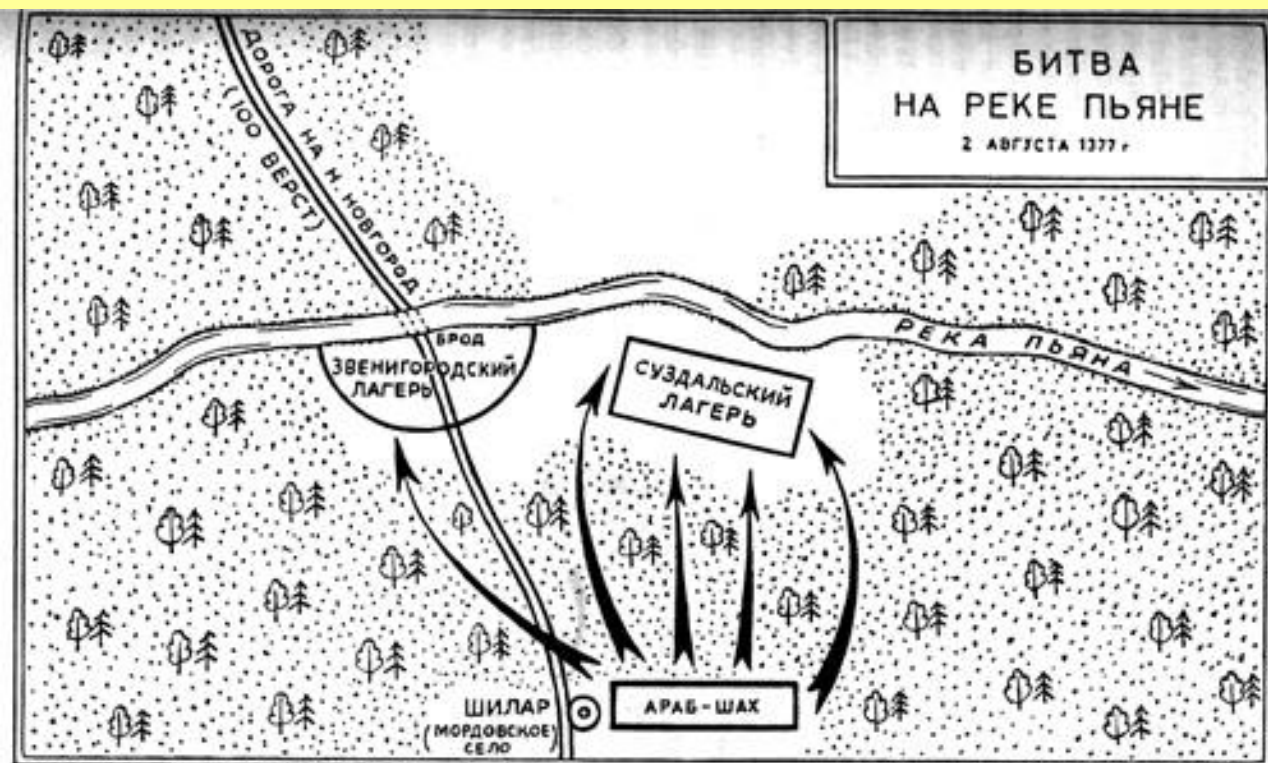 БИТВА
НА РЕКЕ ПЬЯНЕ
2 АВГУСТА 1377 г
ДОРОГА НА Н НОВГОРОД
(100 ВЕРСТ)
РЕКА ПЬЯНА
БРОД
ЗВЕНИГОРОДСКИЙ
ЛАГЕРЬ
СУЗДАЛЬСКИЙ
ЛАГЕРЬ
ШИЛАР
(МОРДОВСКОЕ
СЕЛО)
АРАБ-ШАХ